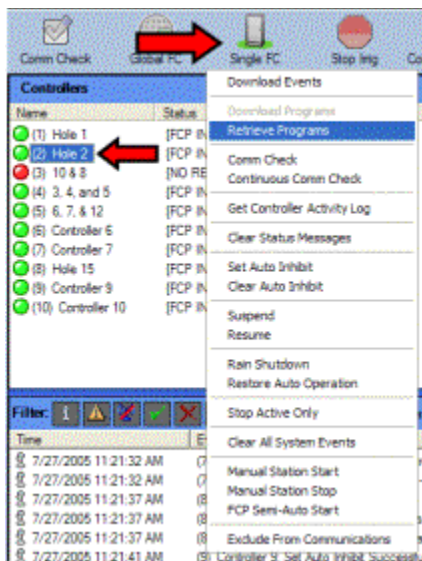 Comm Check Global FC Single FC Stop Irrig
Controllers
Name Status
(1) Hole 1 [FCP IN
(2) Hole 2 [FCP IN
(3) 10 & 8 [NO RE
(4) 3, 4, and 5 [FCP IN
(5) 6, 7, & 12 [FCP IN
(6) Controller 6 [FCP IN
(7) Controller 7 [FCP IN
(8) Hole 15 [FCP IN
(9) Controller 9 [FCP IN
(10) Controller 10 [FCP IN
Download Events
Download Programs
Retrieve Programs
Comm Check
Continuous Comm Check
Get Controller Activity Log
Clear Status Messages
Set Auto Inhibit
Clear Auto Inhibit
Suspend
Resume
Rain Shutdown
Restore Auto Operation
Stop Active Only
Clear All System Events
Manual Station Start
Manual Station Stop
FCP Semi-Auto Start
Exclude From Communications
Filter:
Time E
7/27/2005 11:21:32 AM (7
7/27/2005 11:21:32 AM (7
7/27/2005 11:21:37 AM (8
7/27/2005 11:21:37 AM (8
7/27/2005 11:21:37 AM (8
7/27/2005 11:21:41 AM (9) Controller 9, Set Auto Inhibit Successfu